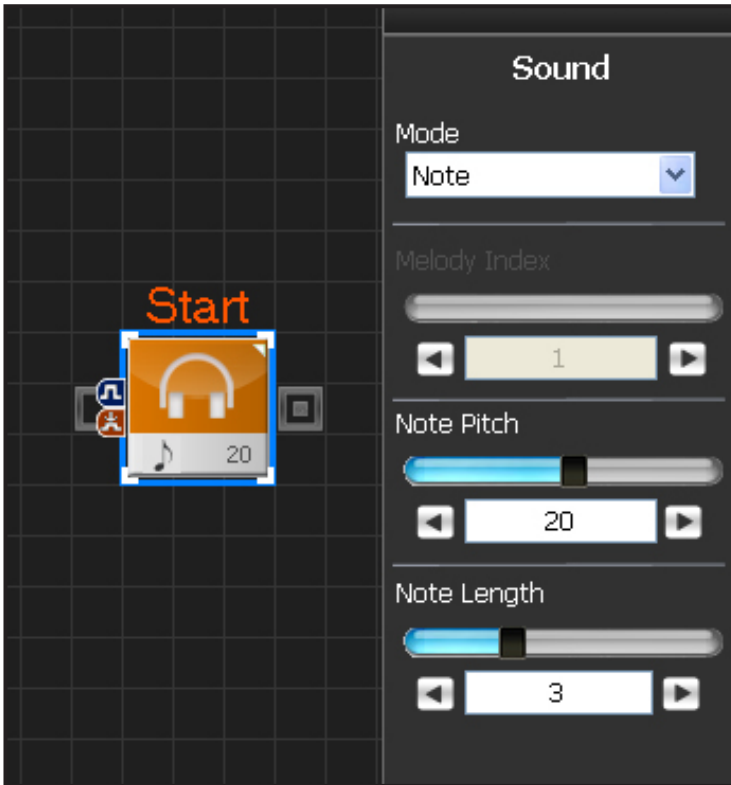 Sound
Mode
Note
Melody Index
1
Start
20
Note Pitch
20
Note Length
3